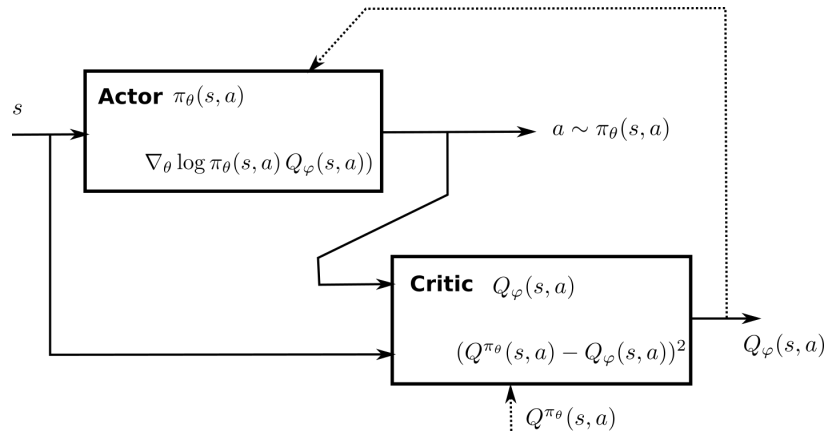 s
Actor π_θ(s, a)
a ∼ π_θ(s, a)
∇_θ log π_θ(s, a) Q_φ(s, a))
Critic Q_φ(s, a)
(Q^{π_θ}(s, a) − Q_φ(s, a))²
Q_φ(s, a)
Q^{π_θ}(s, a)